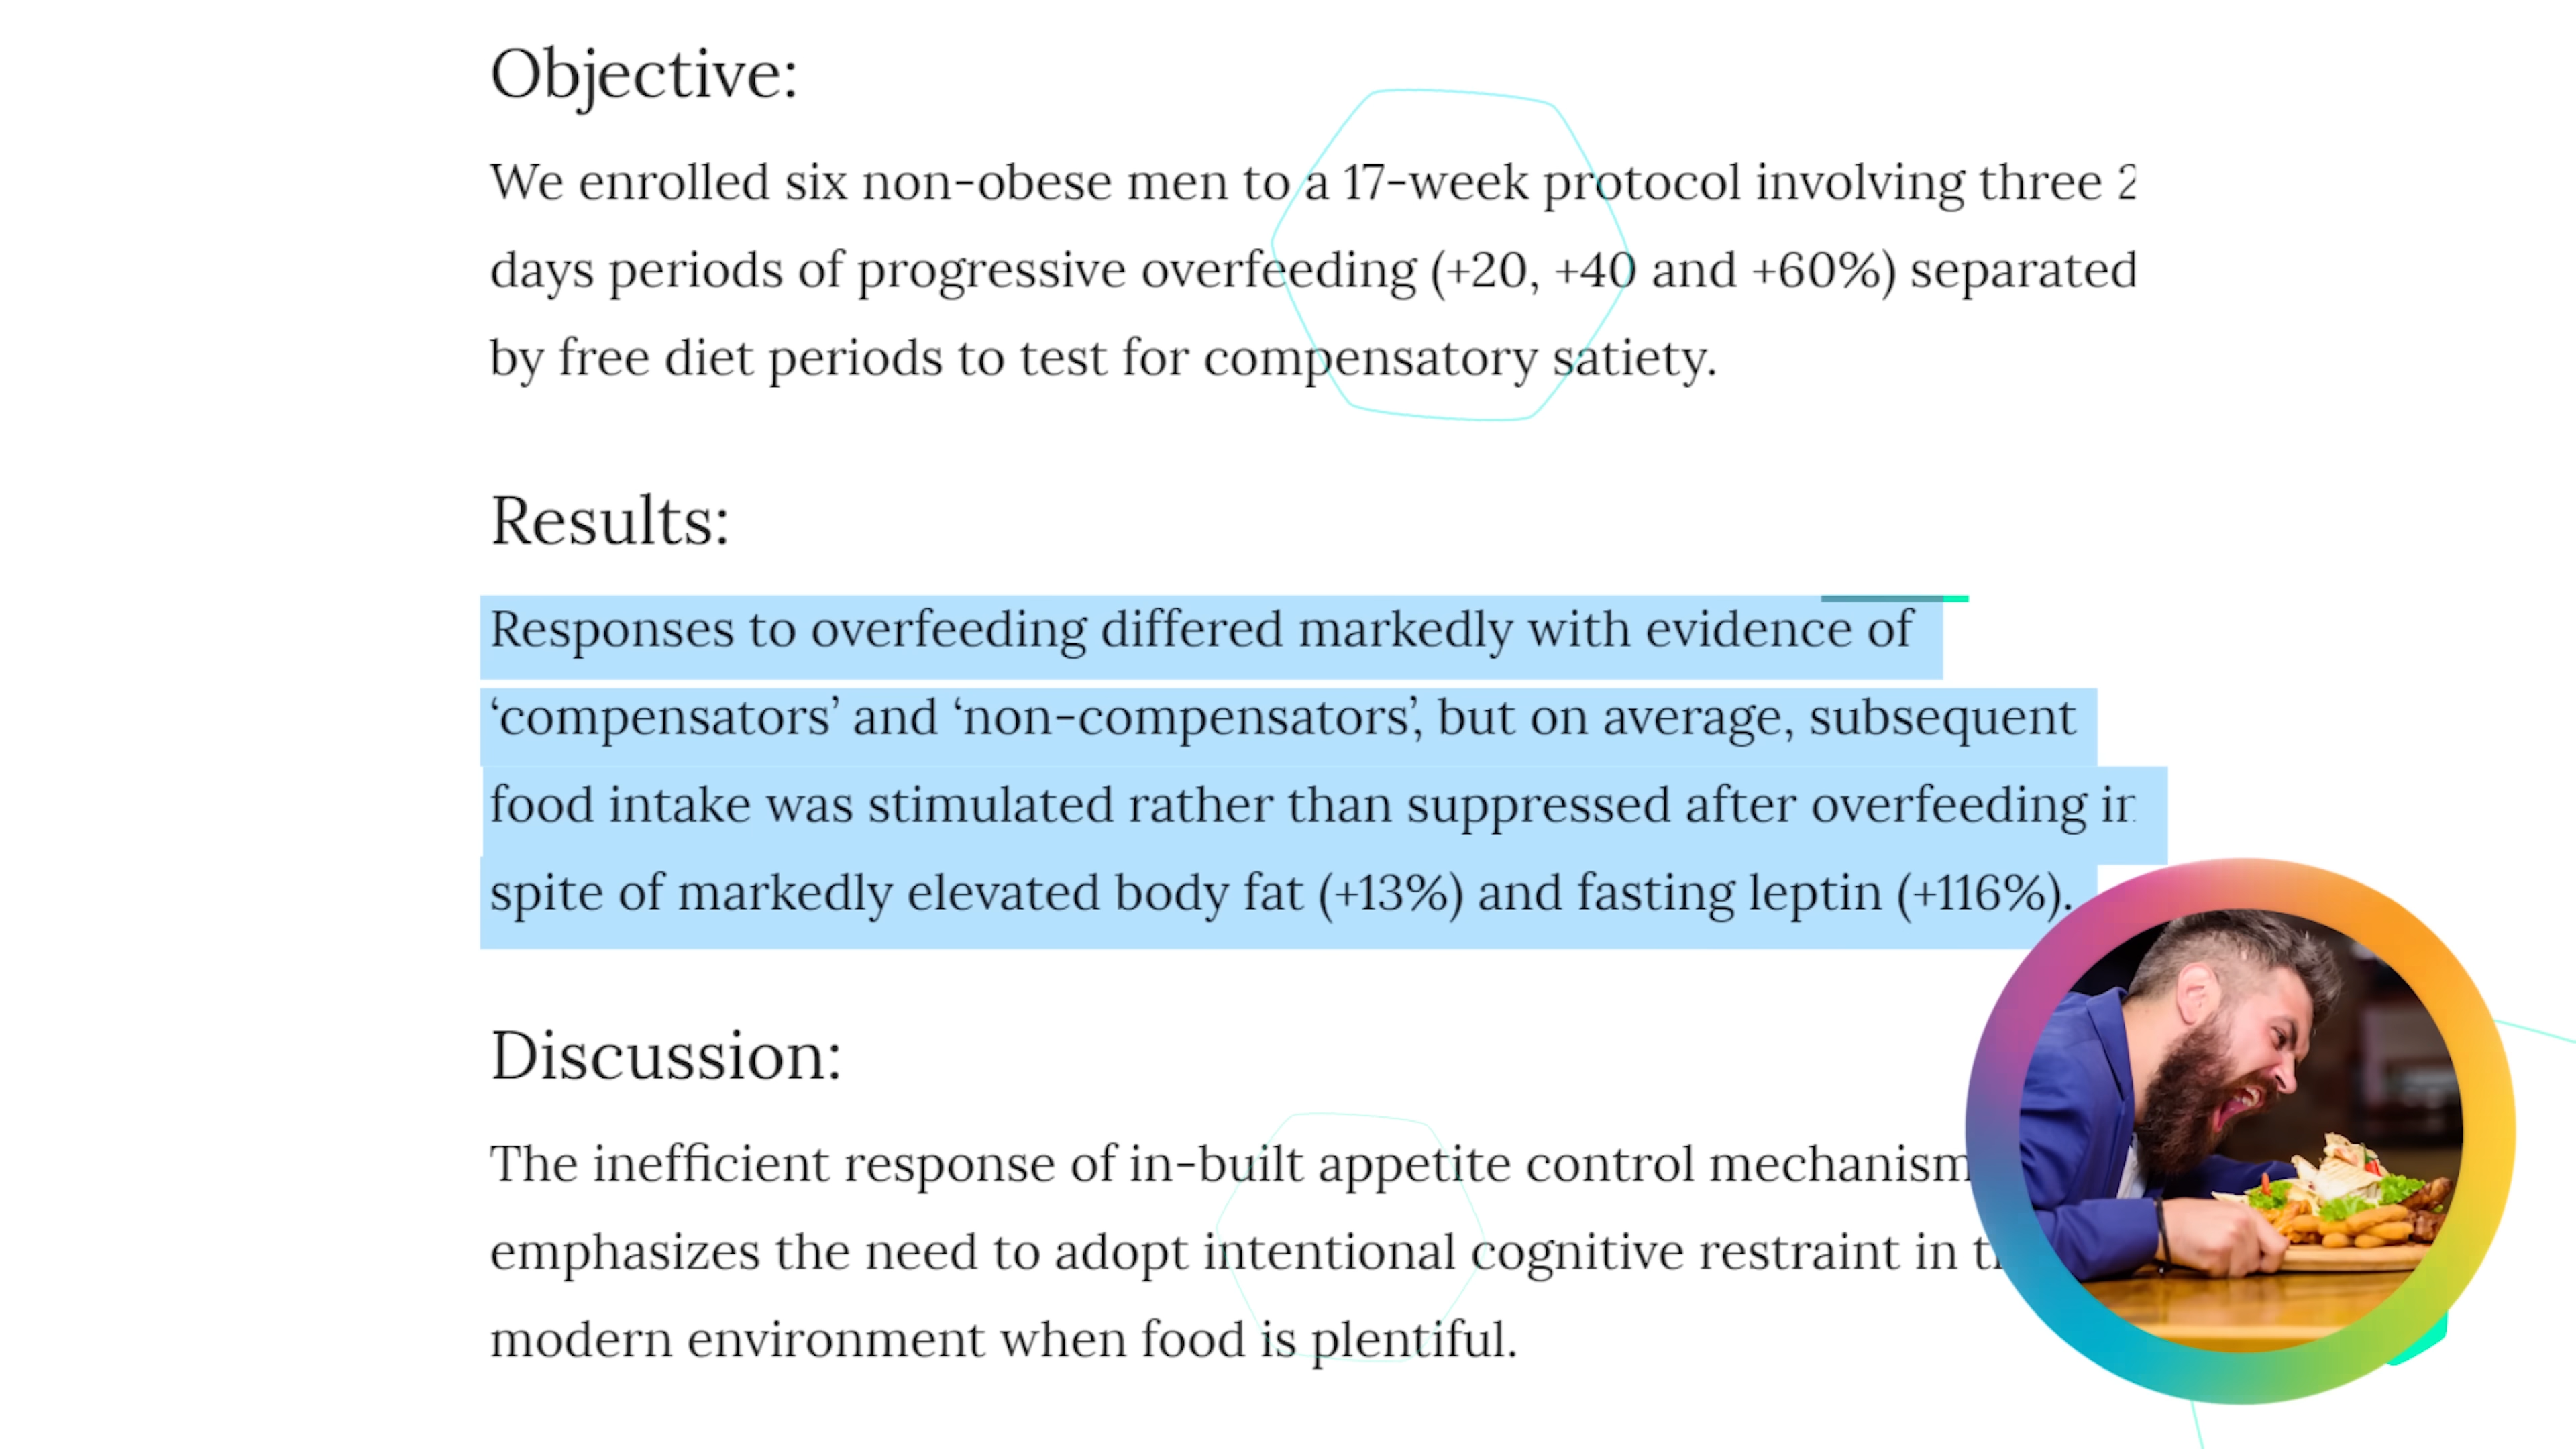 Objective:
We enrolled six non-obese men to a 17-week protocol involving three 2
days periods of progressive overfeeding (+20, +40 and +60%) separated
by free diet periods to test for compensatory satiety.
Results:
Responses to overfeeding differed markedly with evidence of
‘compensators’ and ‘non-compensators’, but on average, subsequent
food intake was stimulated rather than suppressed after overfeeding in
spite of markedly elevated body fat (+13%) and fasting leptin (+116%).
Discussion:
The inefficient response of in-built appetite control mechanism
emphasizes the need to adopt intentional cognitive restraint in
modern environment when food is plentiful.